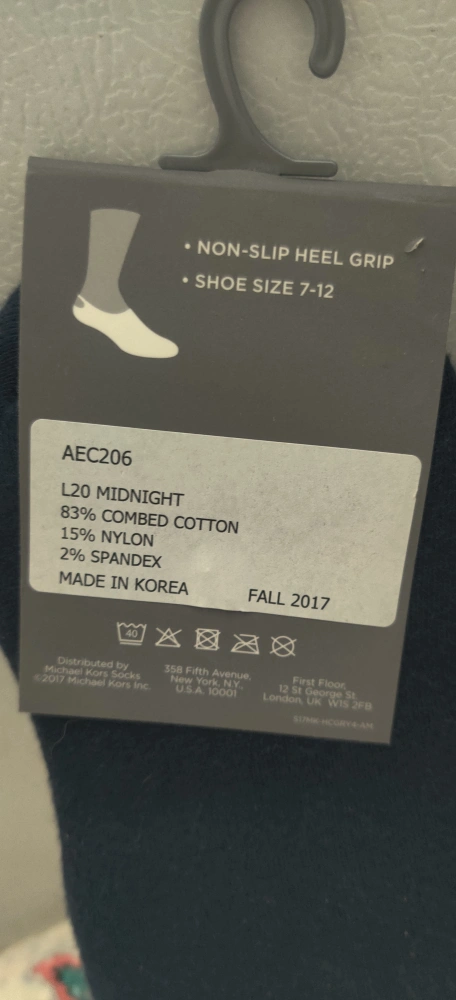 • NON-SLIP HEEL GRIP
• SHOE SIZE 7-12
AEC206
L20 MIDNIGHT
83% COMBED COTTON
15% NYLON
2% SPANDEX
MADE IN KOREA FALL 2017
40
Distributed by
Michael Kors Socks
©2017 Michael Kors Inc.
358 Fifth Avenue,
New York, N.Y.,
U.S.A. 10001
First Floor,
12 St George St.
London, UK W1S 2FB